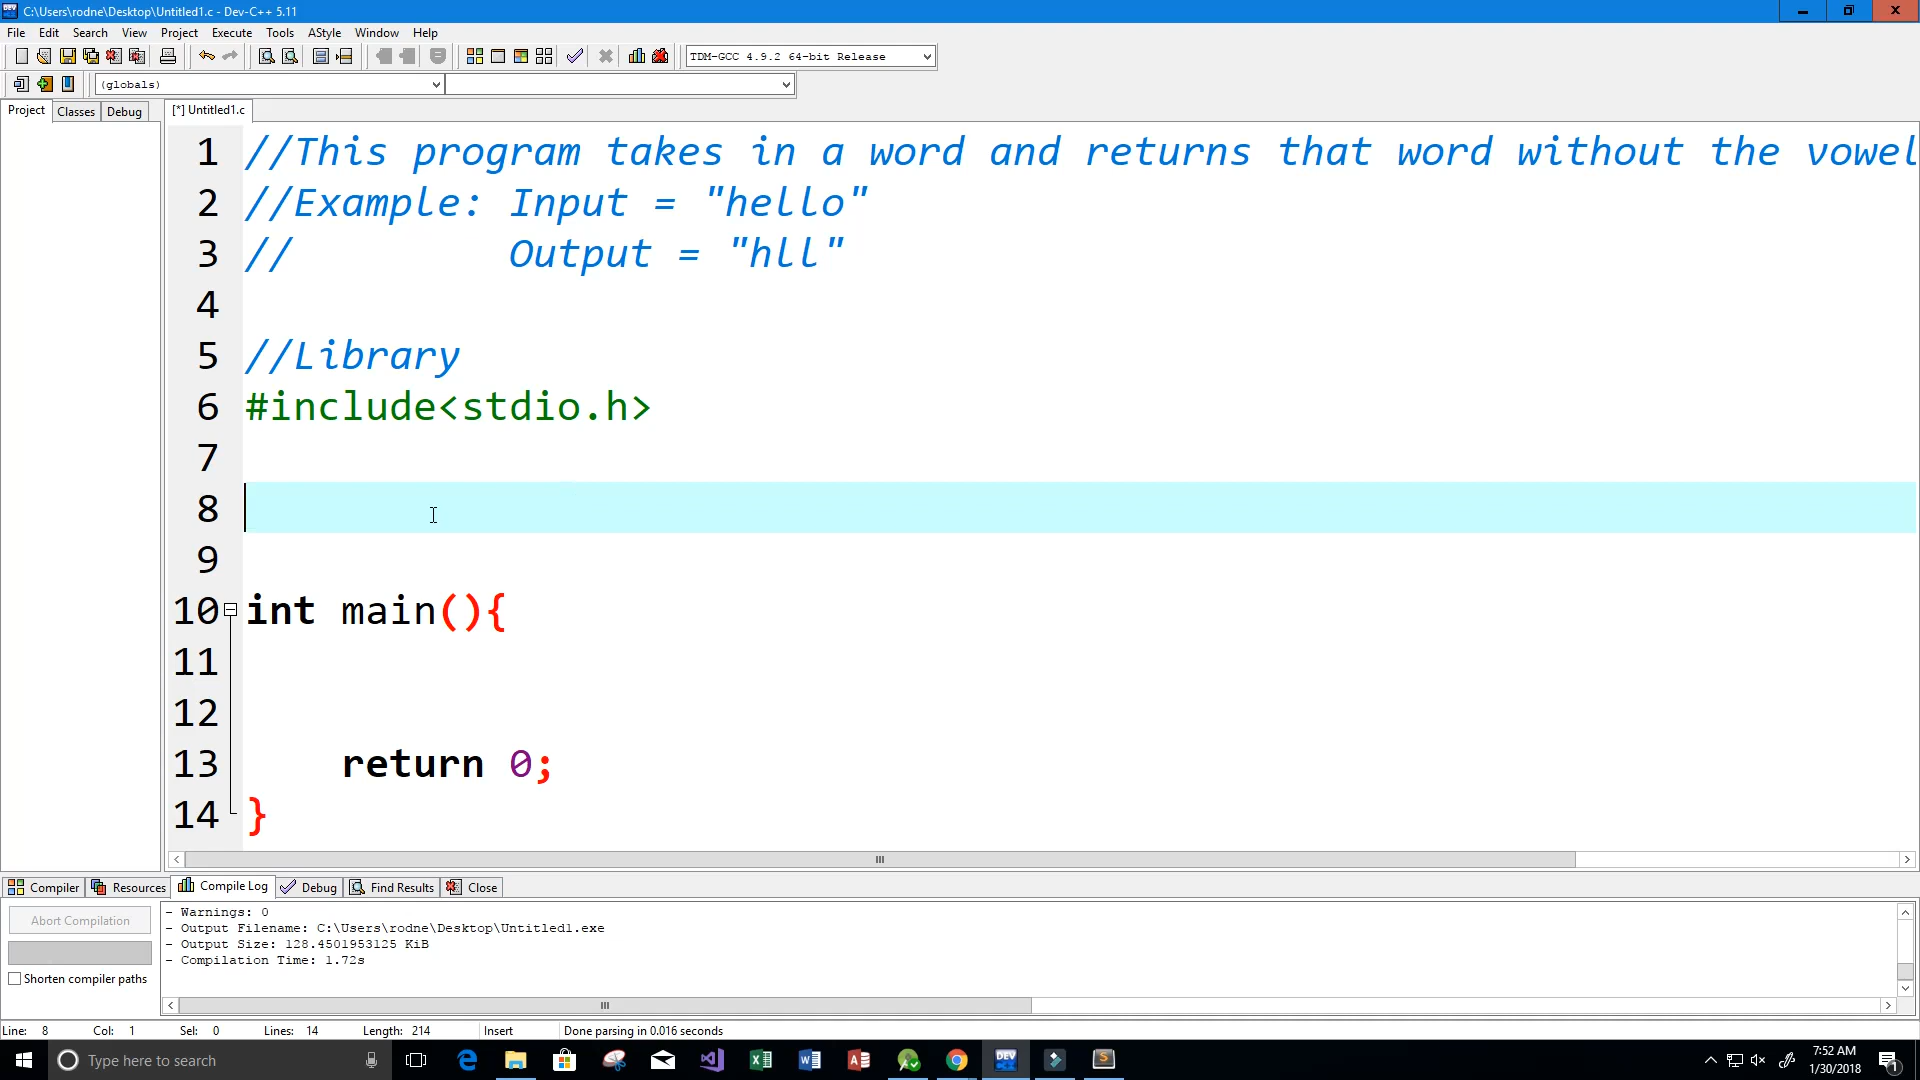 C:\Users\rodne\Desktop\Untitled1.c - Dev-C++ 5.11
File Edit Search View Project Execute Tools AStyle Window Help
TDM-GCC 4.9.2 64-bit Release
(globals)
Project Classes Debug [*] Untitled1.c
1 //This program takes in a word and returns that word without the vowel
2 //Example: Input = "hello"
3 // Output = "hll"
4
5 //Library
6 #include<stdio.h>
7
8
9
10 int main(){
11
12
13 return 0;
14 }
Compiler Resources Compile Log Debug Find Results Close
Abort Compilation
Shorten compiler paths
- Warnings: 0
- Output Filename: C:\Users\rodne\Desktop\Untitled1.exe
- Output Size: 128.4501953125 KiB
- Compilation Time: 1.72s
Line: 8 Col: 1 Sel: 0 Lines: 14 Length: 214 Insert Done parsing in 0.016 seconds
Type here to search
DEV
7:52 AM
1/30/2018
1